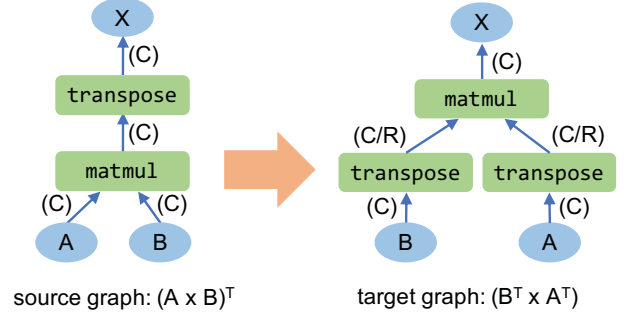 X
(C)
transpose
(C)
matmul
(C) (C)
A B
source graph: (A x B)ᵀ
X
(C)
matmul
(C/R) (C/R)
transpose transpose
(C) (C)
B A
target graph: (Bᵀ x Aᵀ)